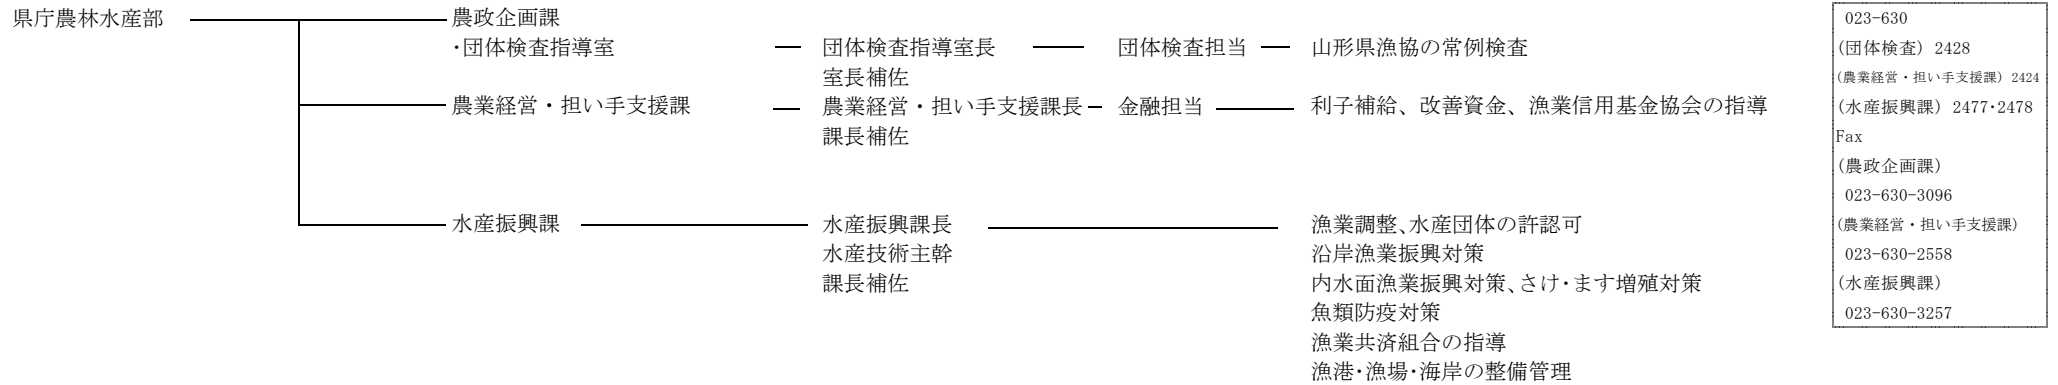 県庁農林水産部
農政企画課
・団体検査指導室
団体検査指導室長
団体検査担当
山形県漁協の常例検査
室長補佐
農業経営・担い手支援課
農業経営・担い手支援課長
金融担当
利子補給、改善資金、漁業信用基金協会の指導
課長補佐
水産振興課
水産振興課長
漁業調整、水産団体の許認可
水産技術主幹
沿岸漁業振興対策
課長補佐
内水面漁業振興対策、さけ・ます増殖対策
魚類防疫対策
漁業共済組合の指導
漁港・漁場・海岸の整備管理
023-630
(団体検査) 2428
(農業経営・担い手支援) 2424
(水産振興課) 2477・2478
Fax
(農政企画課)
023-630-3096
(農業経営・担い手支援課)
023-630-2558
(水産振興課)
023-630-3257